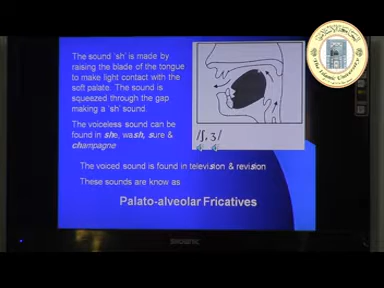 The sound 'sh' is made by
raising the blade of the tongue
to make light contact with the
soft palate. The sound is
squeezed through the gap
making a 'sh' sound.
The voiceless sound can be
found in she, wash, sure &
champagne
/ʃ, ʒ/
The voiced sound is found in television & revision
These sounds are know as
Palato-alveolar Fricatives
The Islamic University